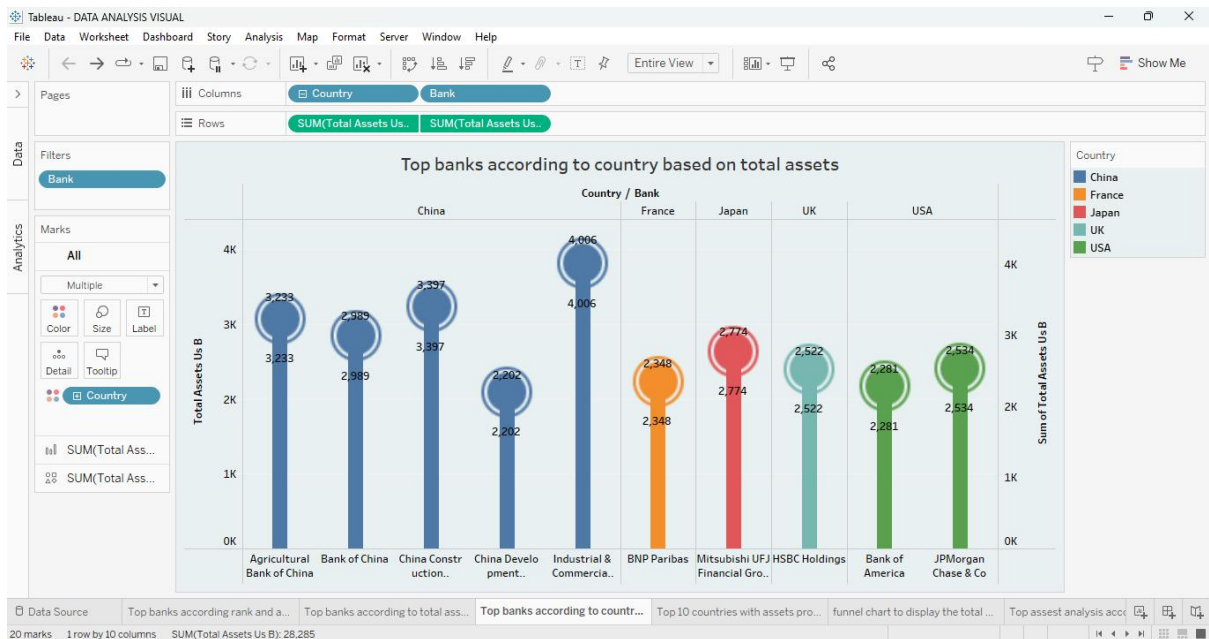 Tableau - DATA ANALYSIS VISUAL
File Data Worksheet Dashboard Story Analysis Map Format Server Window Help
Entire View
Show Me
Pages
Columns
Country
Bank
Rows
SUM(Total Assets Us..
SUM(Total Assets Us..
Data
Analytics
Filters
Bank
Marks
All
Multiple
Color Size Label
Detail Tooltip
Country
SUM(Total Ass...
SUM(Total Ass...
Top banks according to country based on total assets
Country / Bank
China France Japan UK USA
Total Assets Us B
4K
3K
2K
1K
0K
3,233
3,233
2,989
2,989
3,397
3,397
2,202
2,202
4,006
4,006
2,348
2,348
2,774
2,774
2,522
2,522
2,281
2,281
2,534
2,534
4K
3K
2K
1K
0K
Sum of Total Assets Us B
Agricultural
Bank of China
Bank of China
China Constr
uction..
China Develo
pment..
Industrial &
Commercia..
BNP Paribas
Mitsubishi UFJ
Financial Gro..
HSBC Holdings
Bank of
America
JPMorgan
Chase & Co
Country
China
France
Japan
UK
USA
Data Source
Top banks according rank and a...
Top banks according to total ass...
Top banks according to countr...
Top 10 countries with assets pro...
funnel chart to display the total ...
Top assest analysis acc
20 marks 1 row by 10 columns SUM(Total Assets Us B): 28,285